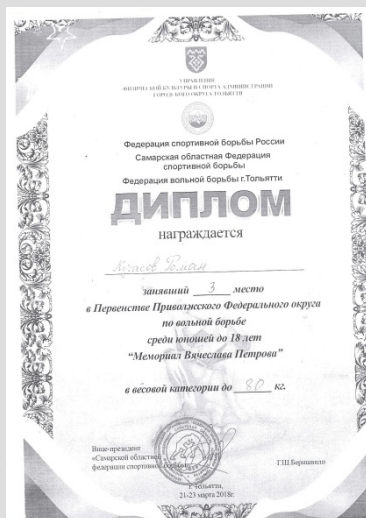 УПРАВЛЕНИЕ
ФИЗИЧЕСКОЙ КУЛЬТУРЫ И СПОРТА АДМИНИСТРАЦИИ
ГОРОДСКОГО ОКРУГА ТОЛЬЯТТИ
Федерация спортивной борьбы России
Самарская областная Федерация
спортивной борьбы
Федерация вольной борьбы г.Тольятти
ДИПЛОМ
награждается
Роман
занявший 3 место
в Первенстве Приволжского Федерального округа
по вольной борьбе
среди юношей до 18 лет
"Мемориал Вячеслава Петрова"
в весовой категории до 80 кг.
Вице-президент
«Самарской областной
федерации спортивной борьбы»
г. Тольятти,
21-23 марта 2018г.